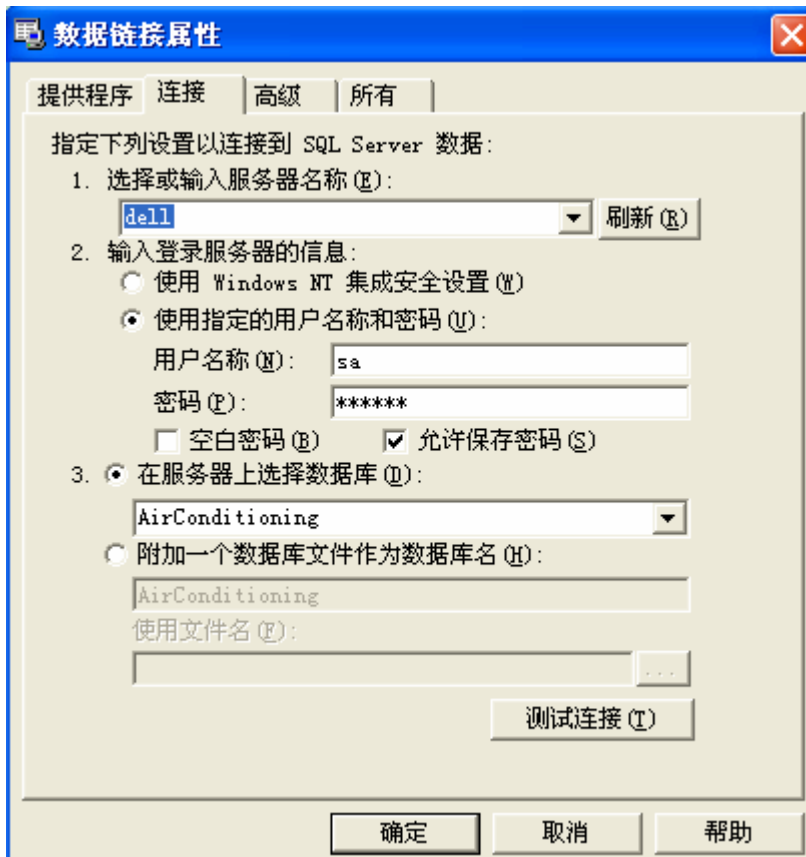 数据链接属性
提供程序 连接 高级 所有
指定下列设置以连接到 SQL Server 数据:
1. 选择或输入服务器名称(E):
dell 刷新(R)
2. 输入登录服务器的信息:
使用 Windows NT 集成安全设置(W)
使用指定的用户名称和密码(U):
用户名称(N): sa
密码(P): ******
空白密码(B) 允许保存密码(S)
3. 在服务器上选择数据库(D):
AirConditioning
附加一个数据库文件作为数据库名(H):
AirConditioning
使用文件名(F):
...
测试连接(T)
确定 取消 帮助